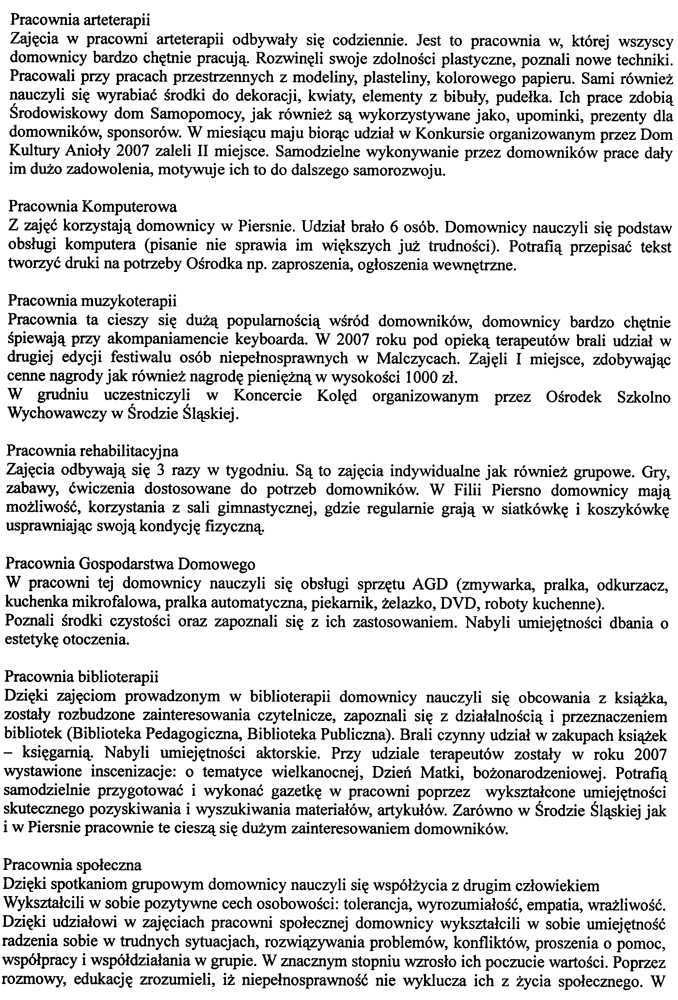 Pracownia arteterapii
Zajęcia w pracowni arteterapii odbywały się codziennie. Jest to pracownia w, której wszyscy
domownicy bardzo chętnie pracują. Rozwinęli swoje zdolności plastyczne, poznali nowe techniki.
Pracowali przy pracach przestrzennych z modeliny, plasteliny, kolorowego papieru. Sami również
nauczyli się wyrabiać środki do dekoracji, kwiaty, elementy z bibuły, pudełka. Ich prace zdobią
Środowiskowy dom Samopomocy, jak również są wykorzystywane jako, upominki, prezenty dla
domowników, sponsorów. W miesiącu maju biorąc udział w Konkursie organizowanym przez Dom
Kultury Anioły 2007 zaleli II miejsce. Samodzielne wykonywanie przez domowników prace dały
im dużo zadowolenia, motywuje ich to do dalszego samorozwoju.

Pracownia Komputerowa
Z zajęć korzystają domownicy w Piersnie. Udział brało 6 osób. Domownicy nauczyli się podstaw
obsługi komputera (pisanie nie sprawia im większych już trudności). Potrafią przepisać tekst
tworzyć druki na potrzeby Ośrodka np. zaproszenia, ogłoszenia wewnętrzne.

Pracownia muzykoterapii
Pracownia ta cieszy się dużą popularnością wśród domowników, domownicy bardzo chętnie
śpiewają przy akompaniamencie keyboarda. W 2007 roku pod opieką terapeutów brali udział w
drugiej edycji festiwalu osób niepełnosprawnych w Malczycach. Zajęli I miejsce, zdobywając
cenne nagrody jak również nagrodę pieniężną w wysokości 1000 zł.
W grudniu uczestniczyli w Koncercie Kolęd organizowanym przez Ośrodek Szkolno
Wychowawczy w Środzie Śląskiej.

Pracownia rehabilitacyjna
Zajęcia odbywają się 3 razy w tygodniu. Są to zajęcia indywidualne jak również grupowe. Gry,
zabawy, ćwiczenia dostosowane do potrzeb domowników. W Filii Piersno domownicy mają
możliwość, korzystania z sali gimnastycznej, gdzie regularnie grają w siatkówkę i koszykówkę
usprawniając swoją kondycję fizyczną.

Pracownia Gospodarstwa Domowego
W pracowni tej domownicy nauczyli się obsługi sprzętu AGD (zmywarka, pralka, odkurzacz,
kuchenka mikrofalowa, pralka automatyczna, piekarnik, żelazko, DVD, roboty kuchenne).
Poznali środki czystości oraz zapoznali się z ich zastosowaniem. Nabyli umiejętności dbania o
estetykę otoczenia.

Pracownia biblioterapii
Dzięki zajęciom prowadzonym w biblioterapii domownicy nauczyli się obcowania z książka,
zostały rozbudzone zainteresowania czytelnicze, zapoznali się z działalnością i przeznaczeniem
bibliotek (Biblioteka Pedagogiczna, Biblioteka Publiczna). Brali czynny udział w zakupach książek
– księgarnią. Nabyli umiejętności aktorskie. Przy udziale terapeutów zostały w roku 2007
wystawione inscenizacje: o tematyce wielkanocnej, Dzień Matki, bożonarodzeniowej. Potrafią
samodzielnie przygotować i wykonać gazetkę w pracowni poprzez wykształcone umiejętności
skutecznego pozyskiwania i wyszukiwania materiałów, artykułów. Zarówno w Środzie Śląskiej jak
i w Piersnie pracownie te cieszą się dużym zainteresowaniem domowników.

Pracownia społeczna
Dzięki spotkaniom grupowym domownicy nauczyli się współżycia z drugim człowiekiem
Wykształcili w sobie pozytywne cech osobowości: tolerancja, wyrozumiałość, empatia, wrażliwość.
Dzięki udziałowi w zajęciach pracowni społecznej domownicy wykształcili w sobie umiejętność
radzenia sobie w trudnych sytuacjach, rozwiązywania problemów, konfliktów, proszenia o pomoc,
współpracy i współdziałania w grupie. W znacznym stopniu wzrosło ich poczucie wartości. Poprzez
rozmowy, edukację zrozumieli, iż niepełnosprawność nie wyklucza ich z życia społecznego. W